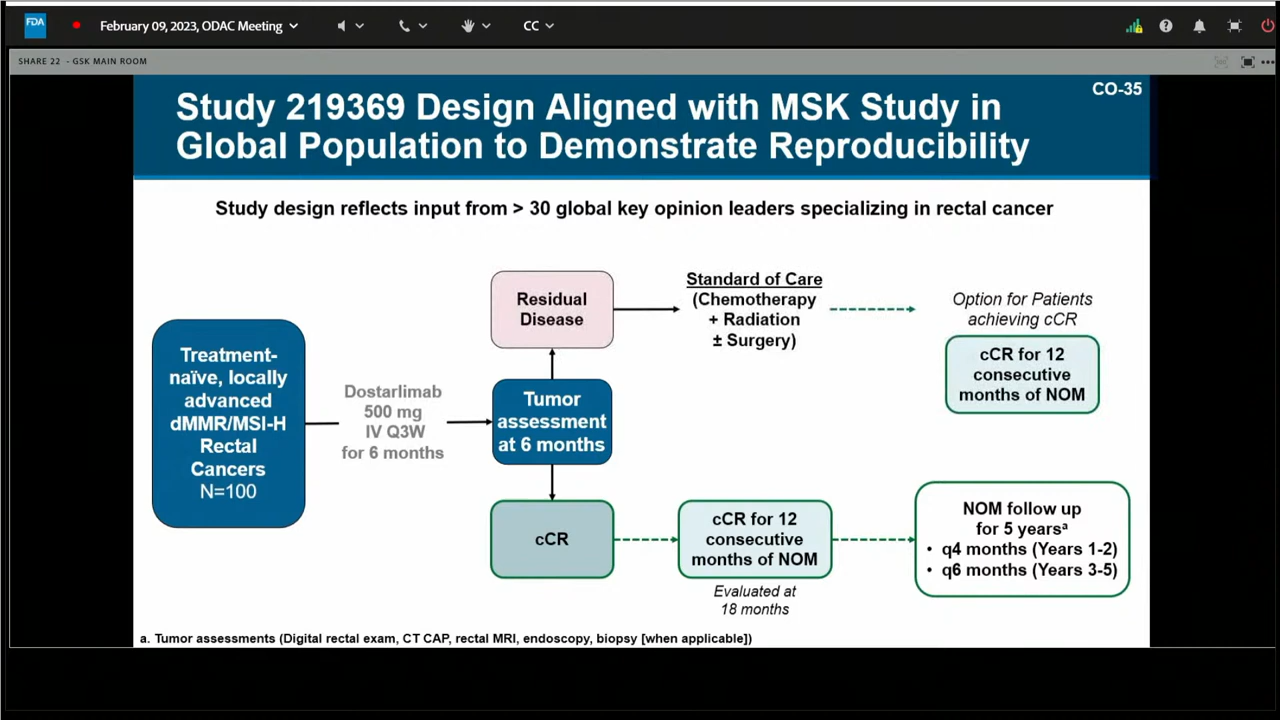 FDA
February 09, 2023, ODAC Meeting
CC
SHARE 22 - GSK MAIN ROOM
CO-35
Study 219369 Design Aligned with MSK Study in
Global Population to Demonstrate Reproducibility
Study design reflects input from > 30 global key opinion leaders specializing in rectal cancer
Treatment-
naïve, locally
advanced
dMMR/MSI-H
Rectal
Cancers
N=100
Dostarlimab
500 mg
IV Q3W
for 6 months
Residual
Disease
Tumor
assessment
at 6 months
cCR
Standard of Care
(Chemotherapy
+ Radiation
± Surgery)
Option for Patients
achieving cCR
cCR for 12
consecutive
months of NOM
cCR for 12
consecutive
months of NOM
Evaluated at
18 months
NOM follow up
for 5 yearsᵃ
• q4 months (Years 1-2)
• q6 months (Years 3-5)
a. Tumor assessments (Digital rectal exam, CT CAP, rectal MRI, endoscopy, biopsy [when applicable])